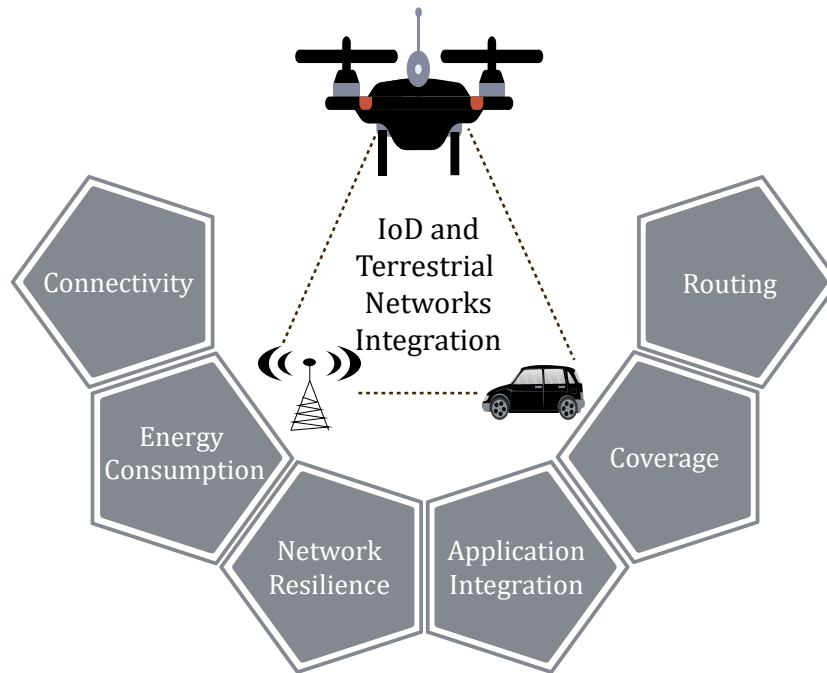 IoD and
Terrestrial
Networks
Integration
Connectivity
Energy
Consumption
Network
Resilience
Application
Integration
Coverage
Routing